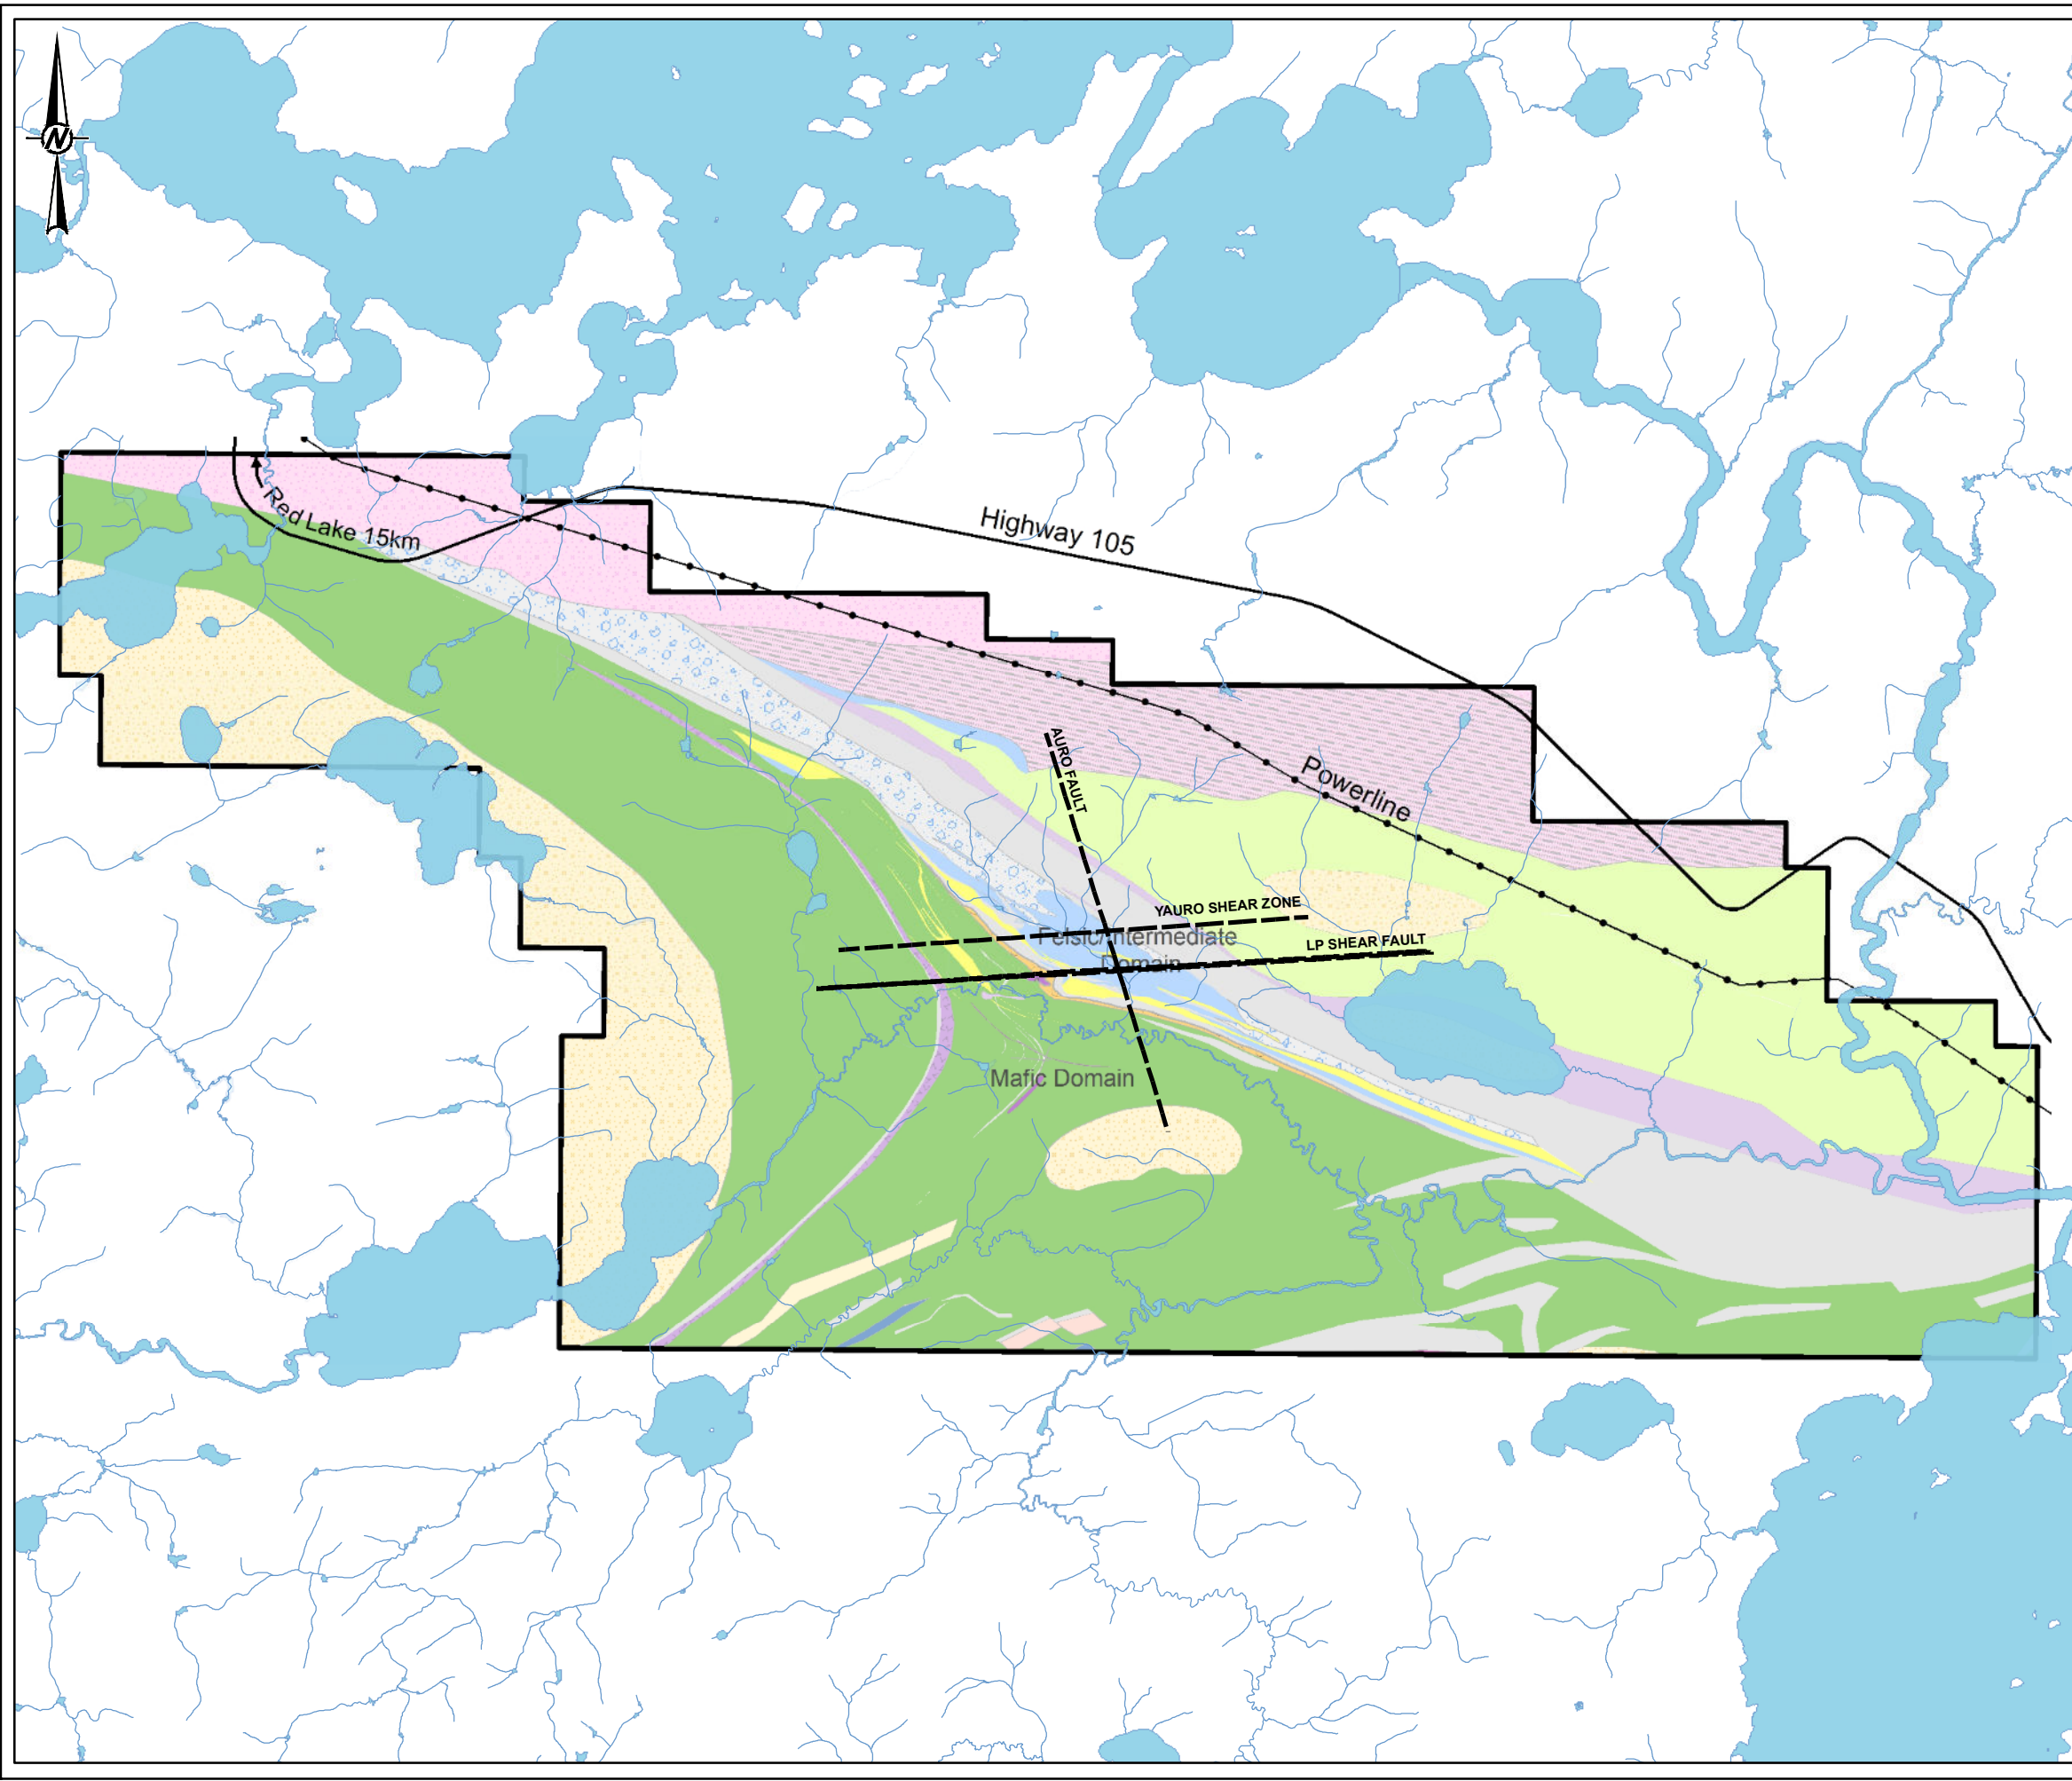 N
Red Lake 15km
Highway 105
AURO FAULT
Powerline
YAURO SHEAR ZONE
Felsic/Intermediate
Domain
LP SHEAR FAULT
Mafic Domain